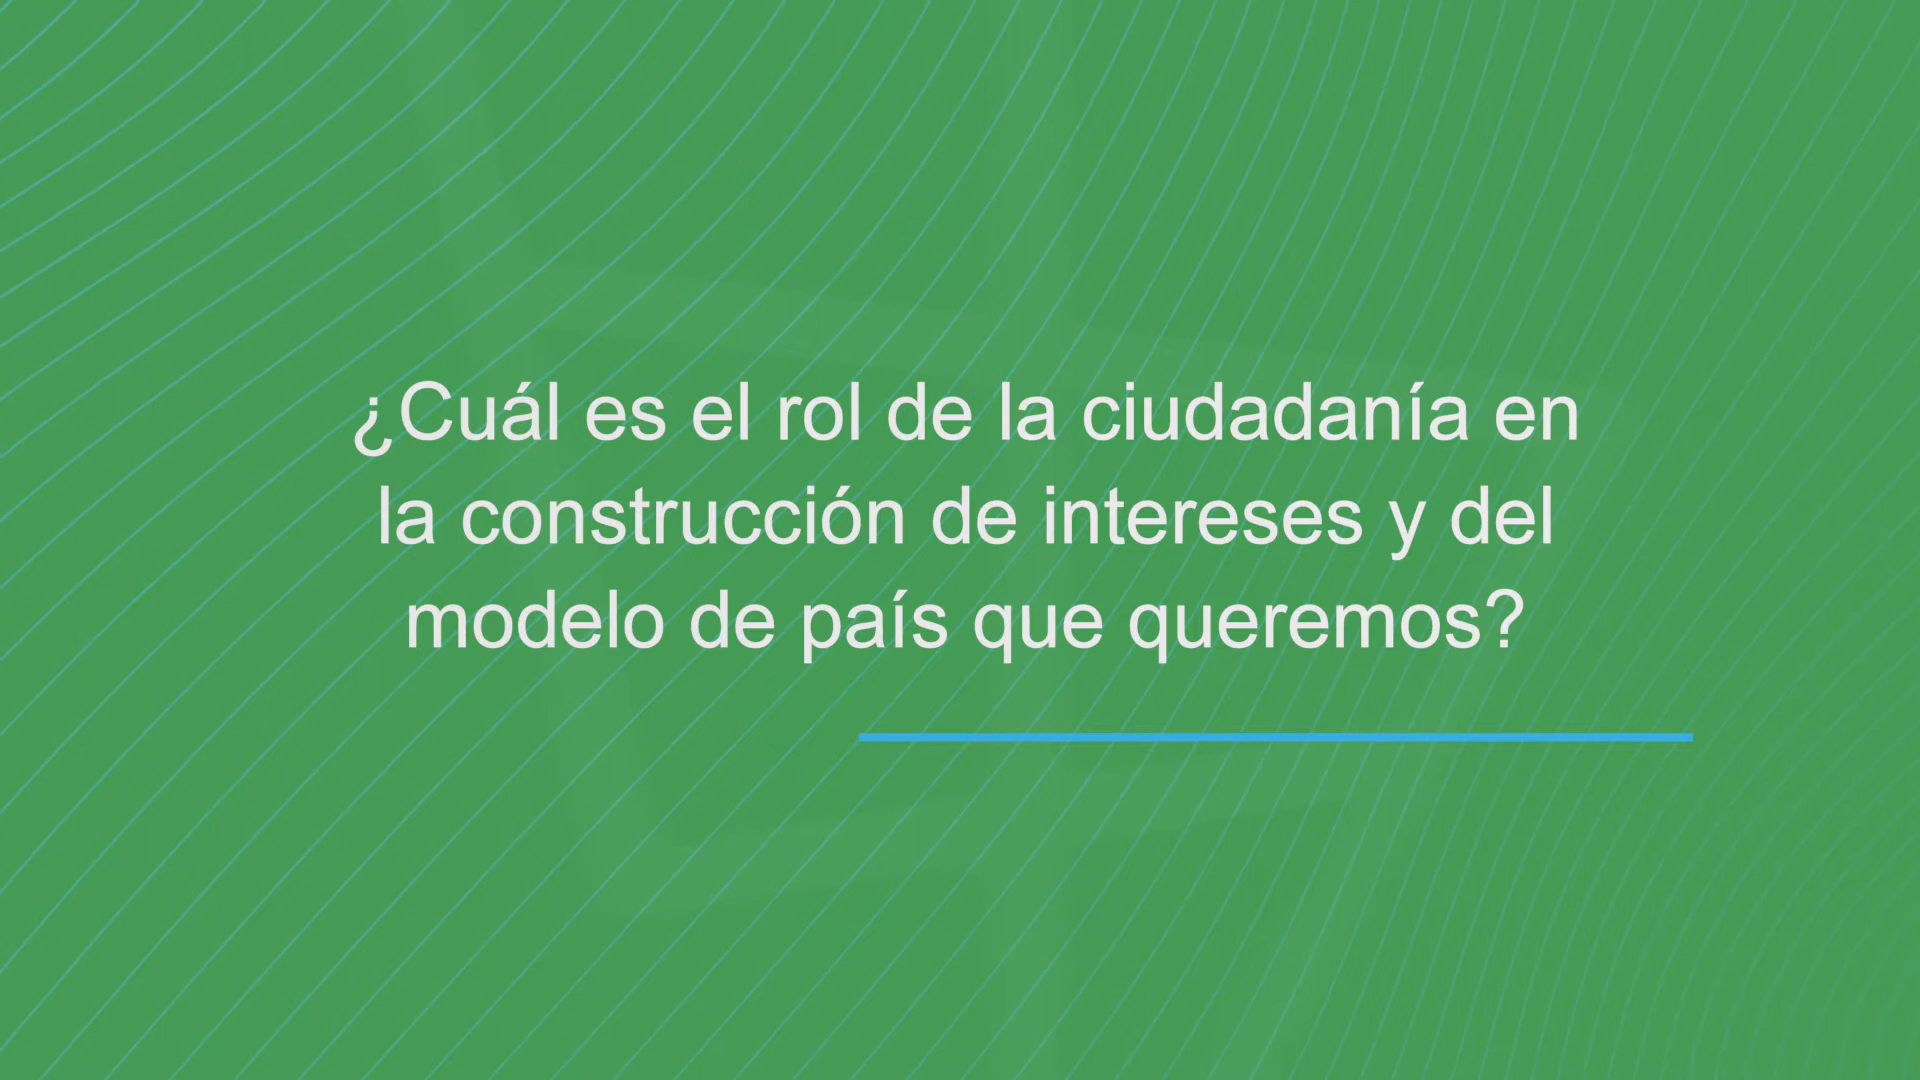 ¿Cuál es el rol de la ciudadanía en
la construcción de intereses y del
modelo de país que queremos?